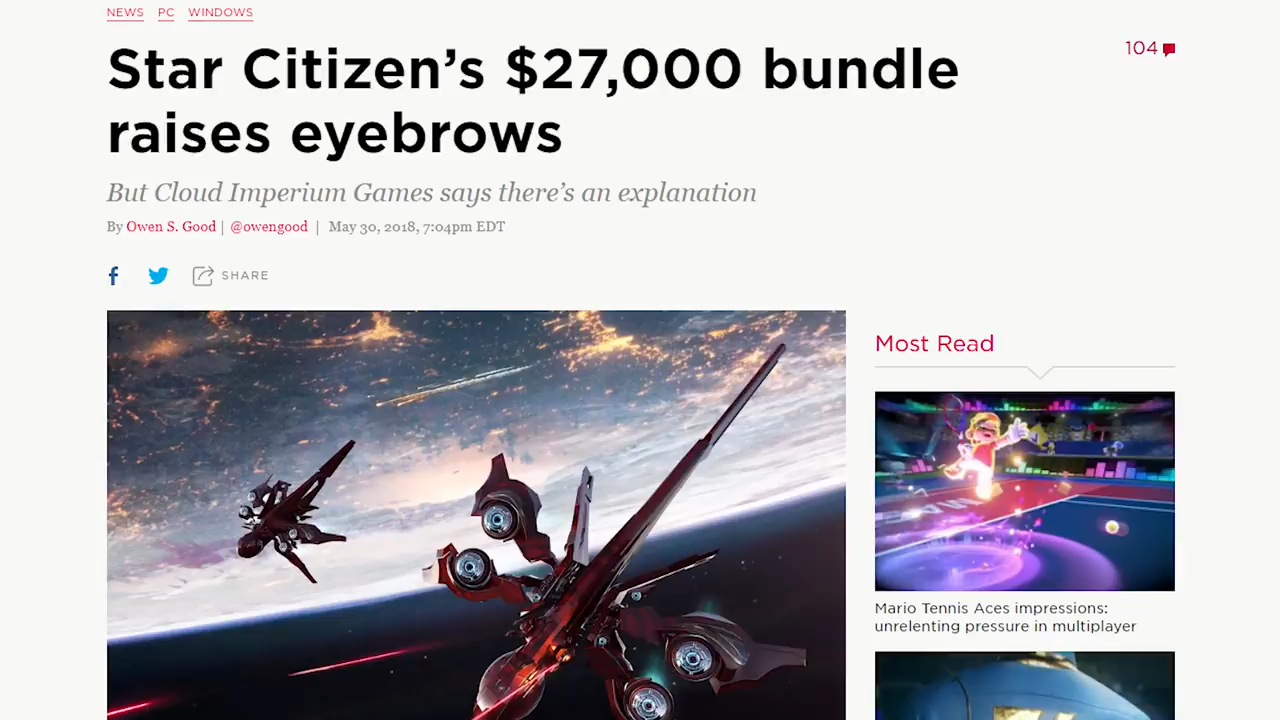 NEWS PC WINDOWS
Star Citizen’s $27,000 bundle
raises eyebrows
104
But Cloud Imperium Games says there’s an explanation
By Owen S. Good | @owengood | May 30, 2018, 7:04pm EDT
SHARE
Most Read
Mario Tennis Aces impressions:
unrelenting pressure in multiplayer